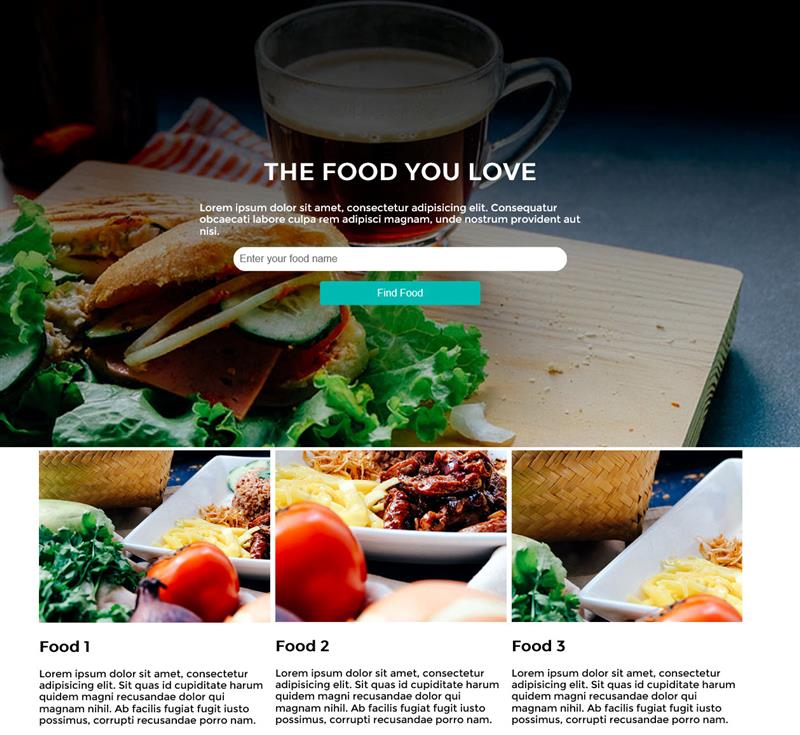 THE FOOD YOU LOVE
Lorem ipsum dolor sit amet, consectetur adipisicing elit. Consequatur
obcaecati labore culpa rem adipisci magnam, unde nostrum provident aut
nisi.
Enter your food name
Find Food
Food 1
Lorem ipsum dolor sit amet, consectetur
adipisicing elit. Sit quas id cupiditate harum
quidem magni recusandae dolor qui
magnam nihil. Ab facilis fugiat fugit iusto
possimus, corrupti recusandae porro nam.
Food 2
Lorem ipsum dolor sit amet, consectetur
adipisicing elit. Sit quas id cupiditate harum
quidem magni recusandae dolor qui
magnam nihil. Ab facilis fugiat fugit iusto
possimus, corrupti recusandae porro nam.
Food 3
Lorem ipsum dolor sit amet, consectetur
adipisicing elit. Sit quas id cupiditate harum
quidem magni recusandae dolor qui
magnam nihil. Ab facilis fugiat fugit iusto
possimus, corrupti recusandae porro nam.